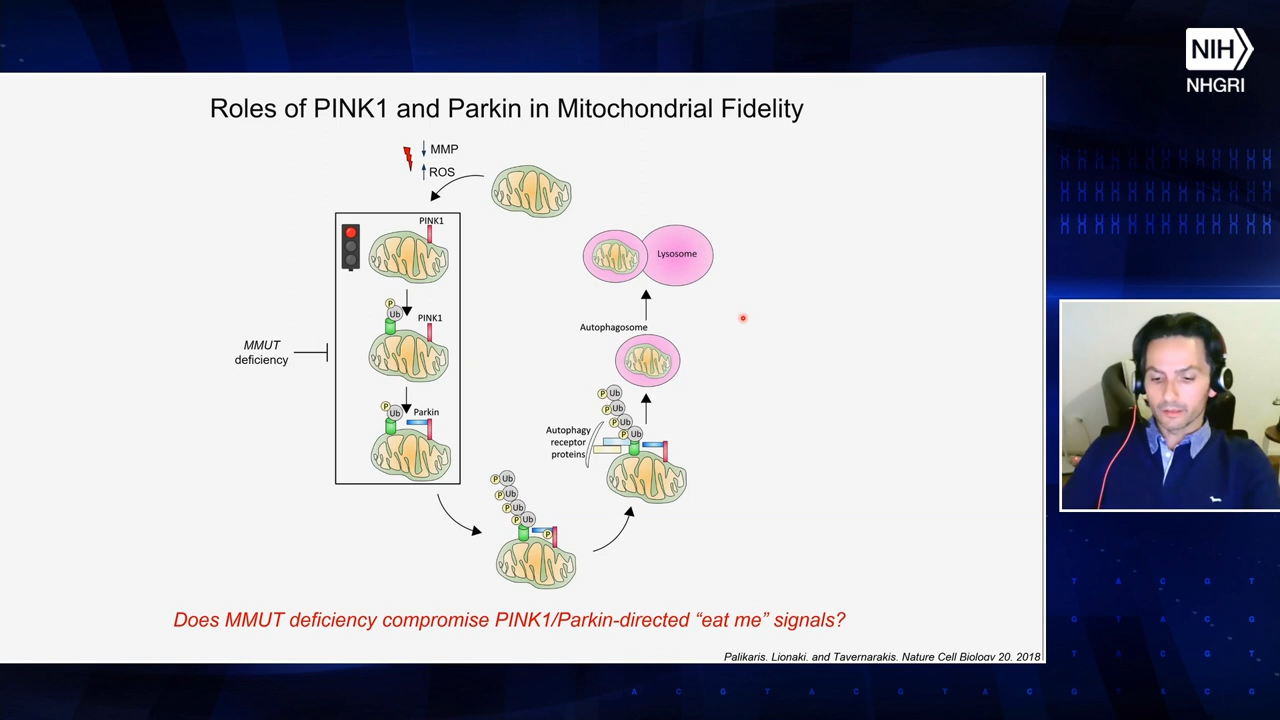 NIH
NHGRI
Roles of PINK1 and Parkin in Mitochondrial Fidelity
↓ MMP
↑ ROS
PINK1
P
Ub
PINK1
P
Ub
Parkin
MMUT
deficiency
P Ub
P Ub
P Ub
P Ub
P
Autophagy
receptor
proteins
P Ub
P Ub
P Ub
P Ub
Autophagosome
Lysosome
Does MMUT deficiency compromise PINK1/Parkin-directed “eat me” signals?
Palikaris, Lionaki, and Tavernarakis, Nature Cell Biology 20, 2018
T A C G T
G T A C G T
T A C G T
A C G T A C G T A C G T A C G T